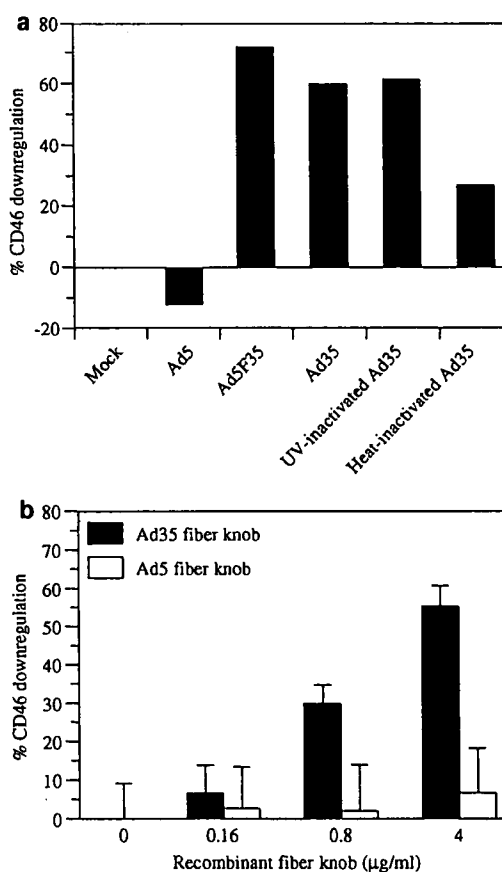 a
80
60
40
20
0
-20
% CD46 downregulation
Mock
Ad5
Ad5F35
Ad35
UV-inactivated Ad35
Heat-inactivated Ad35
b
80
70
60
50
40
30
20
10
0
% CD46 downregulation
Ad35 fiber knob
Ad5 fiber knob
0 0.16 0.8 4
Recombinant fiber knob (μg/ml)